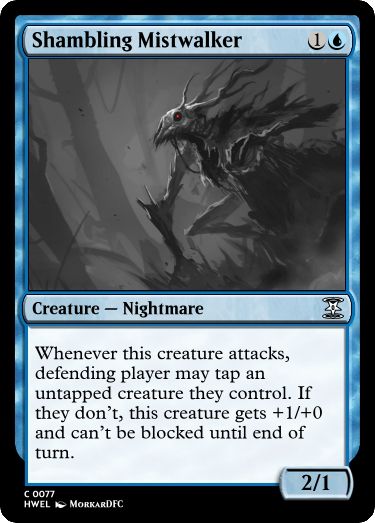 Shambling Mistwalker 1
Creature — Nightmare
Whenever this creature attacks,
defending player may tap an
untapped creature they control. If
they don't, this creature gets +1/+0
and can't be blocked until end of
turn.
2/1
C 0077
HWEL MorkarDFC